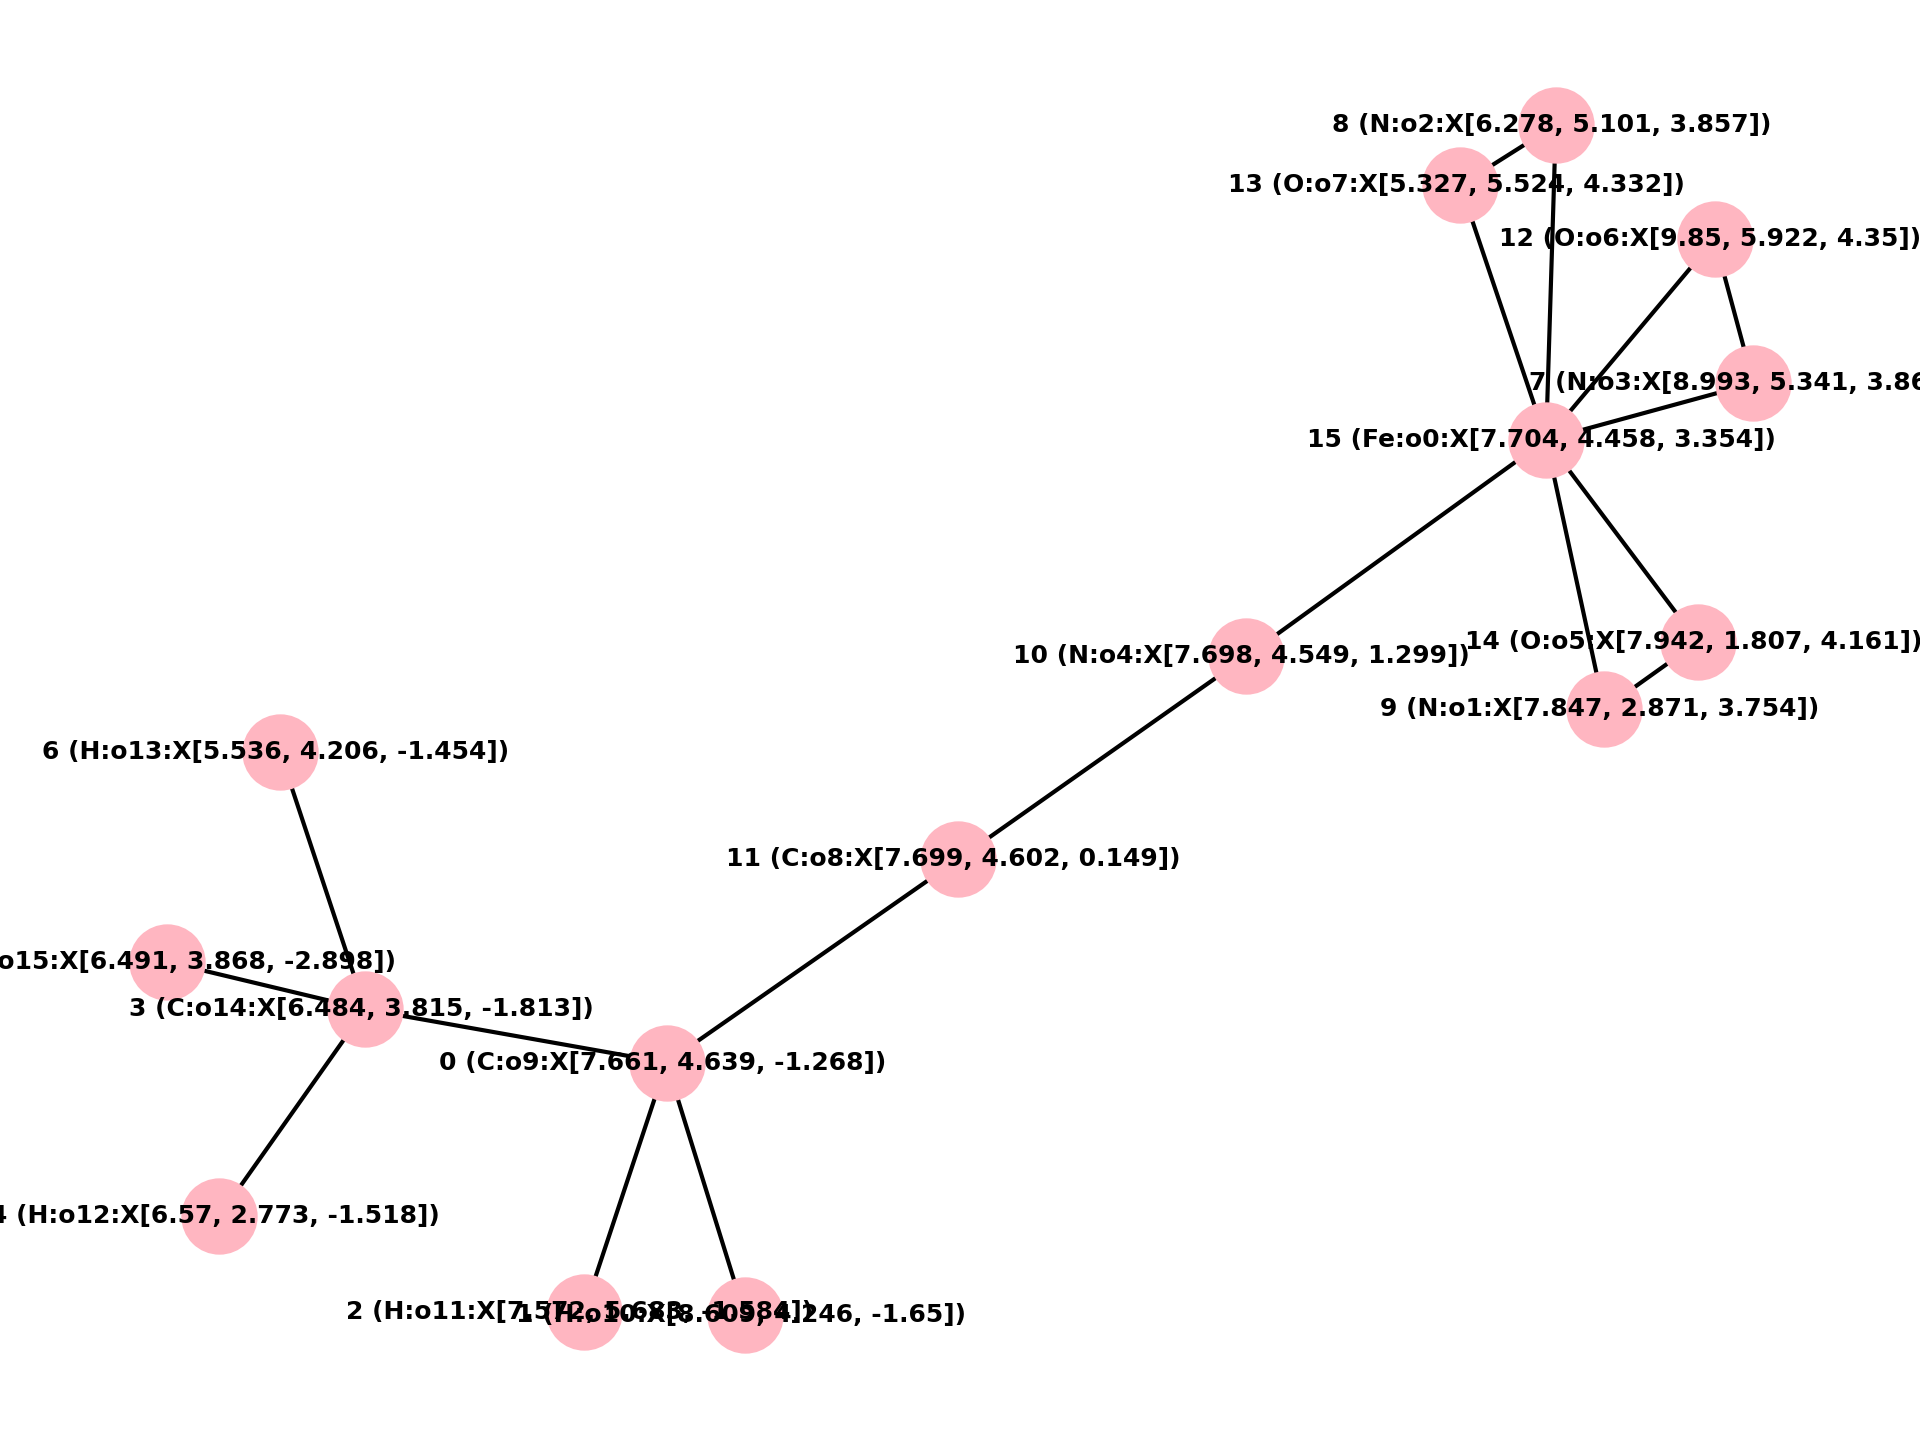 8 (N:o2:X[6.278, 5.101, 3.857])
13 (O:o7:X[5.327, 5.524, 4.332])
12 (O:o6:X[9.85, 5.922, 4.35])
7 (N:o3:X[8.993, 5.341, 3.86
15 (Fe:o0:X[7.704, 4.458, 3.354])
14 (O:o5:X[7.942, 1.807, 4.161])
10 (N:o4:X[7.698, 4.549, 1.299])
9 (N:o1:X[7.847, 2.871, 3.754])
6 (H:o13:X[5.536, 4.206, -1.454])
11 (C:o8:X[7.699, 4.602, 0.149])
o15:X[6.491, 3.868, -2.898])
3 (C:o14:X[6.484, 3.815, -1.813])
0 (C:o9:X[7.661, 4.639, -1.268])
4 (H:o12:X[6.57, 2.773, -1.518])
2 (H:o11:X[7.572, 5.683, -1.584])
1 (H:o10:X[8.609, 4.246, -1.65])